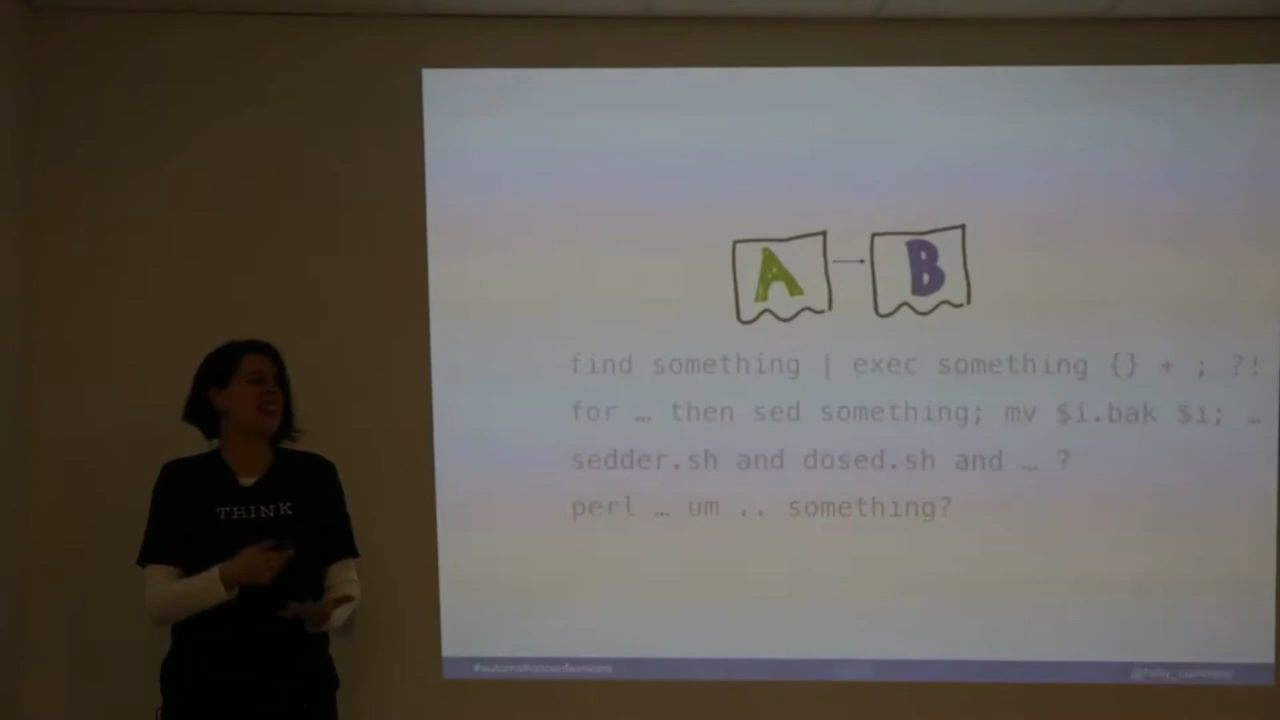 A B
find something | exec something {} + ; ?!
for … then sed something; mv $i.bak $i; …
sedder.sh and dosed.sh and … ?
perl … um .. something?
THINK
#automationconfessions